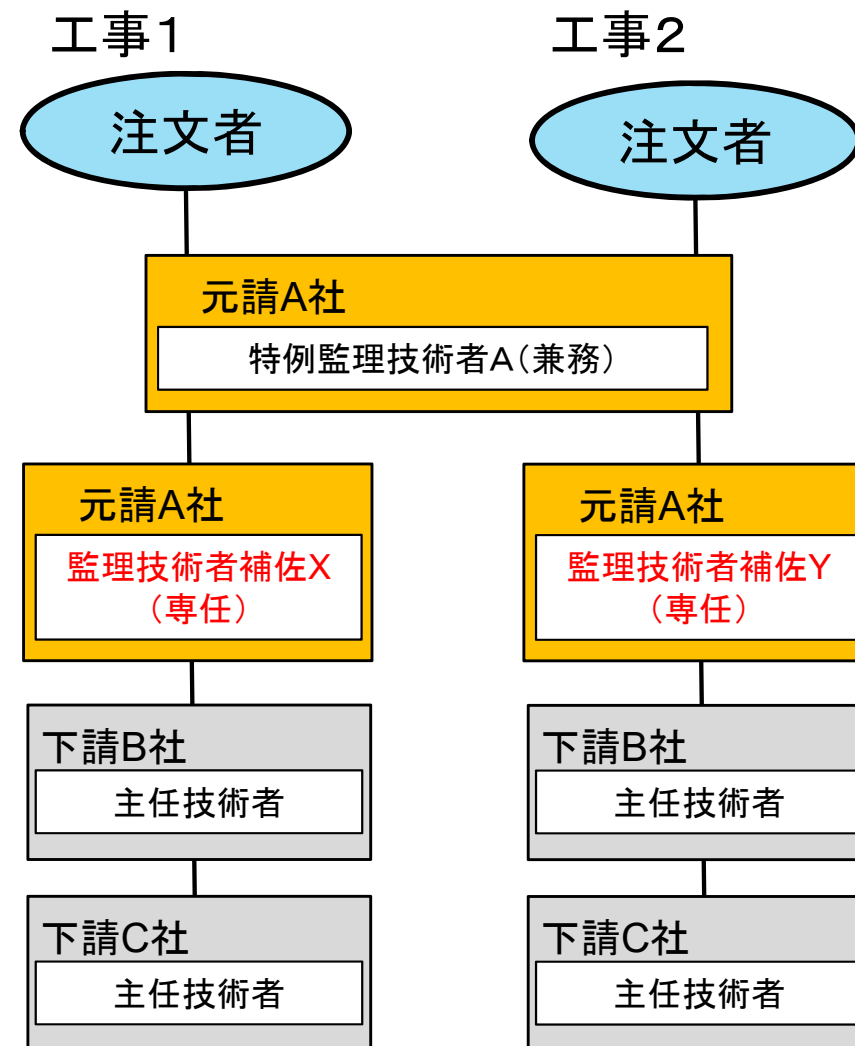 工事1
工事2
注文者
注文者
元請A社
特例監理技術者A(兼務)
元請A社
監理技術者補佐X
(専任)
元請A社
監理技術者補佐Y
(専任)
下請B社
主任技術者
下請B社
主任技術者
下請C社
主任技術者
下請C社
主任技術者